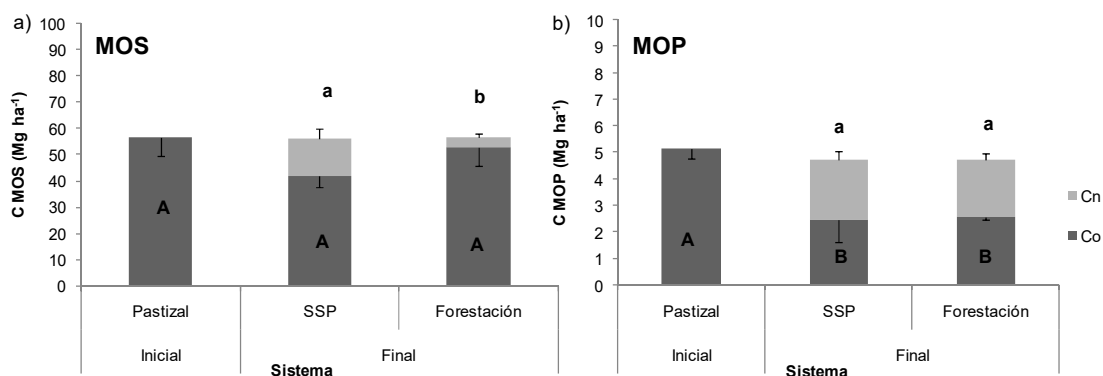 a)
MOS
C MOS (Mg ha⁻¹)
100
90
80
70
60
50
40
30
20
10
0
a
b
A
A
A
Pastizal
SSP
Forestación
Inicial
Final
Sistema
b)
MOP
C MOP (Mg ha⁻¹)
10
9
8
7
6
5
4
3
2
1
0
a
a
A
B
B
Pastizal
SSP
Forestación
Inicial
Final
Sistema
Cn
Co